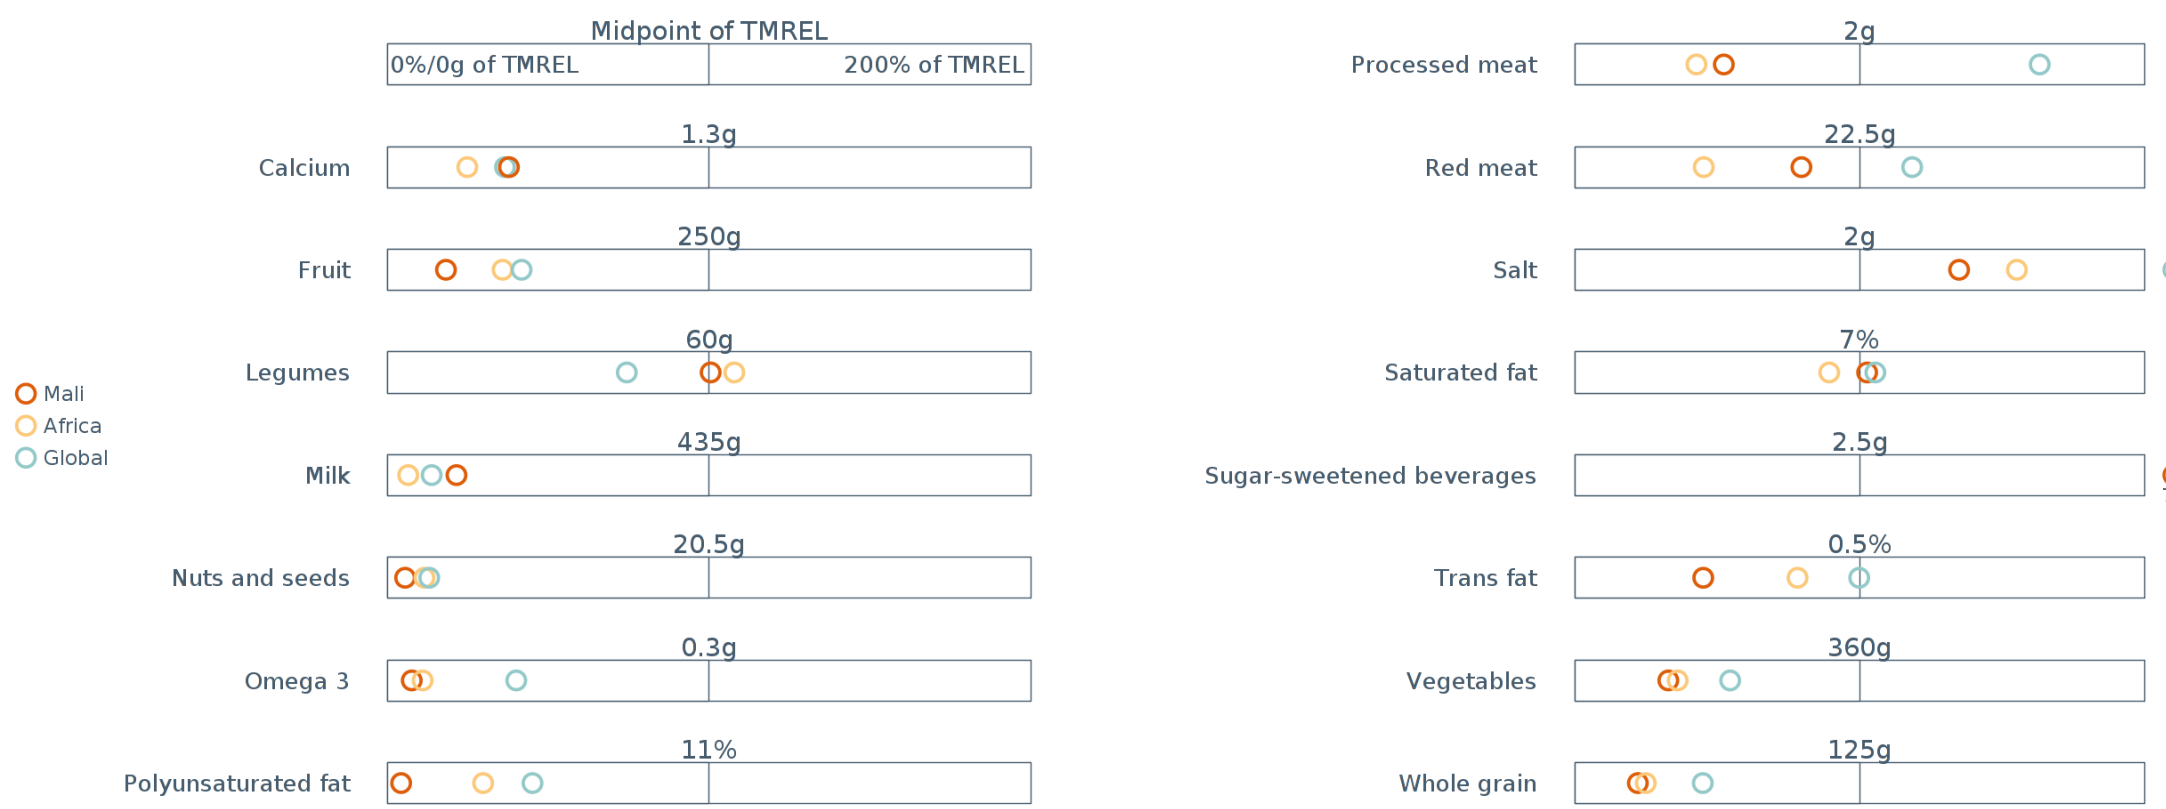 Midpoint of TMREL
0%/0g of TMREL
200% of TMREL
Calcium
1.3g
Fruit
250g
Legumes
60g
Milk
435g
Nuts and seeds
20.5g
Omega 3
0.3g
Polyunsaturated fat
11%
Mali
Africa
Global
Processed meat
2g
Red meat
22.5g
Salt
2g
Saturated fat
7%
Sugar-sweetened beverages
2.5g
Trans fat
0.5%
Vegetables
360g
Whole grain
125g